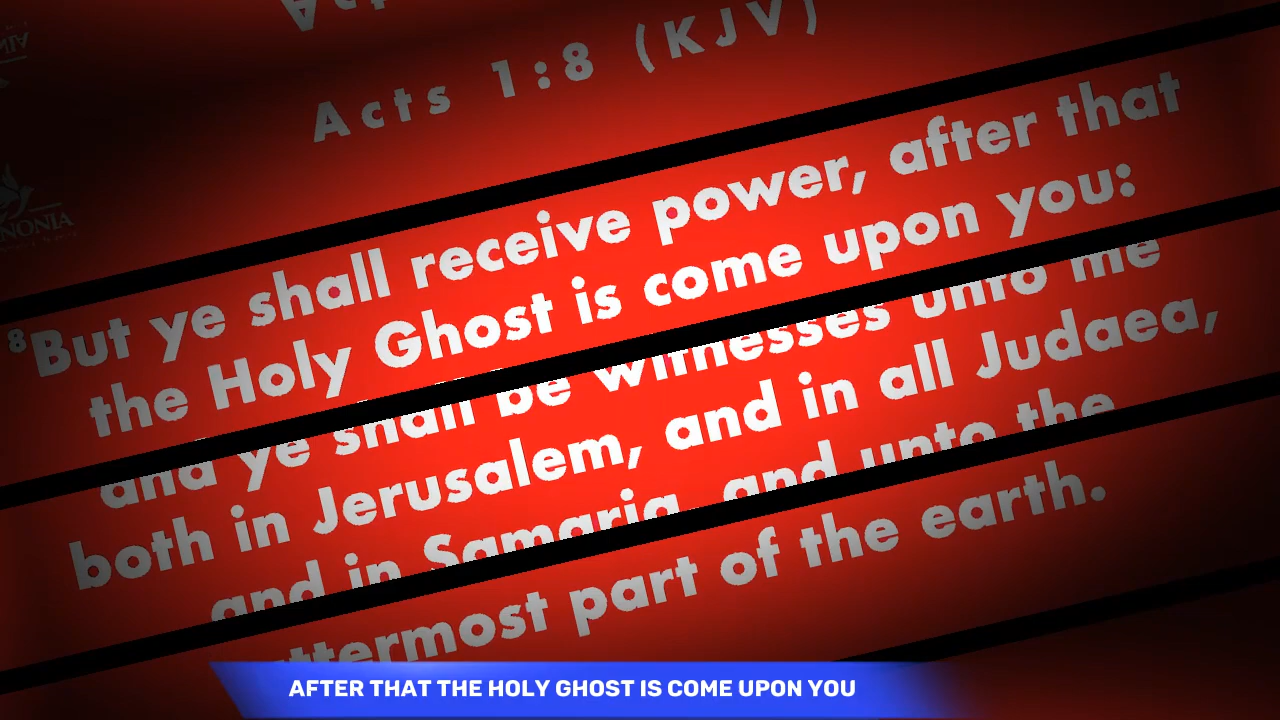 Acts 1:8 (KJV)
8But ye shall receive power, after that
the Holy Ghost is come upon you:
and ye shall be witnesses unto me
both in Jerusalem, and in all Judaea,
and in Samaria, and unto the
uttermost part of the earth.
NONIA
AFTER THAT THE HOLY GHOST IS COME UPON YOU